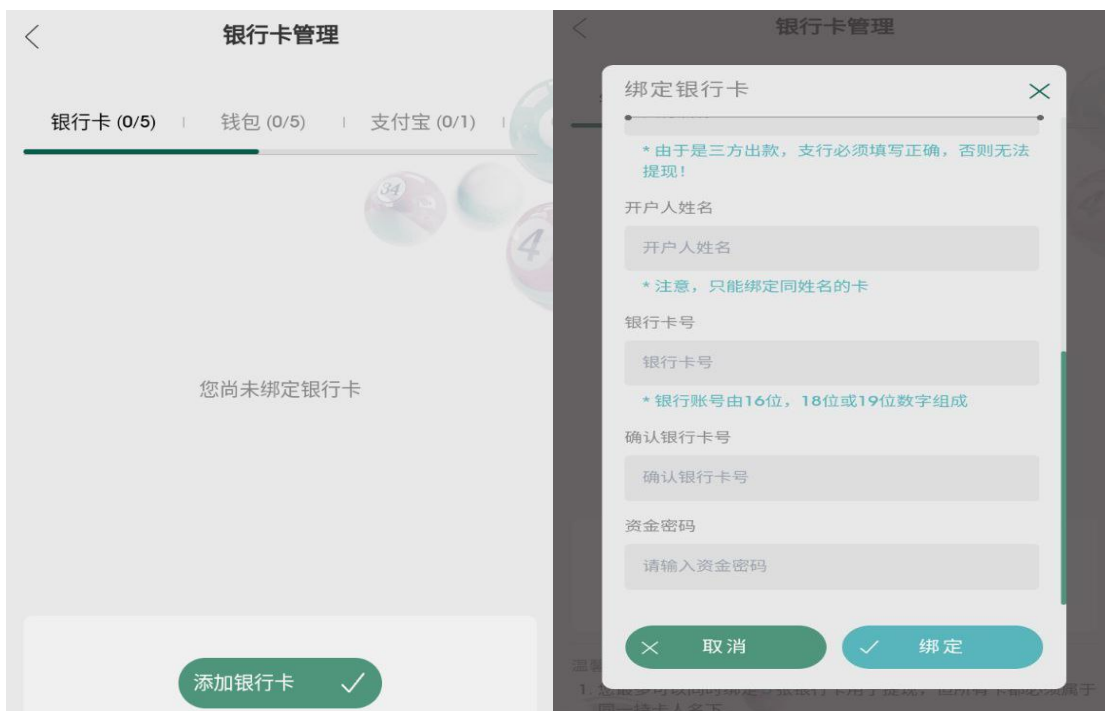 银行卡管理
银行卡 (0/5)
钱包 (0/5)
支付宝 (0/1)
34
4
您尚未绑定银行卡
添加银行卡
银行卡管理
绑定银行卡
* 由于是三方出款，支行必须填写正确，否则无法
提现！
开户人姓名
开户人姓名
* 注意，只能绑定同姓名的卡
银行卡号
银行卡号
* 银行账号由16位，18位或19位数字组成
确认银行卡号
确认银行卡号
资金密码
请输入资金密码
取消
绑定